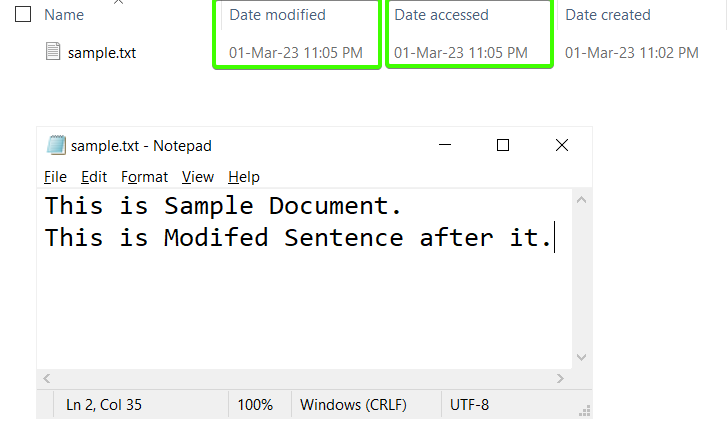 Name Date modified Date accessed Date created
sample.txt 01-Mar-23 11:05 PM 01-Mar-23 11:05 PM 01-Mar-23 11:02 PM
sample.txt - Notepad
File Edit Format View Help
This is Sample Document.
This is Modifed Sentence after it.
Ln 2, Col 35 100% Windows (CRLF) UTF-8